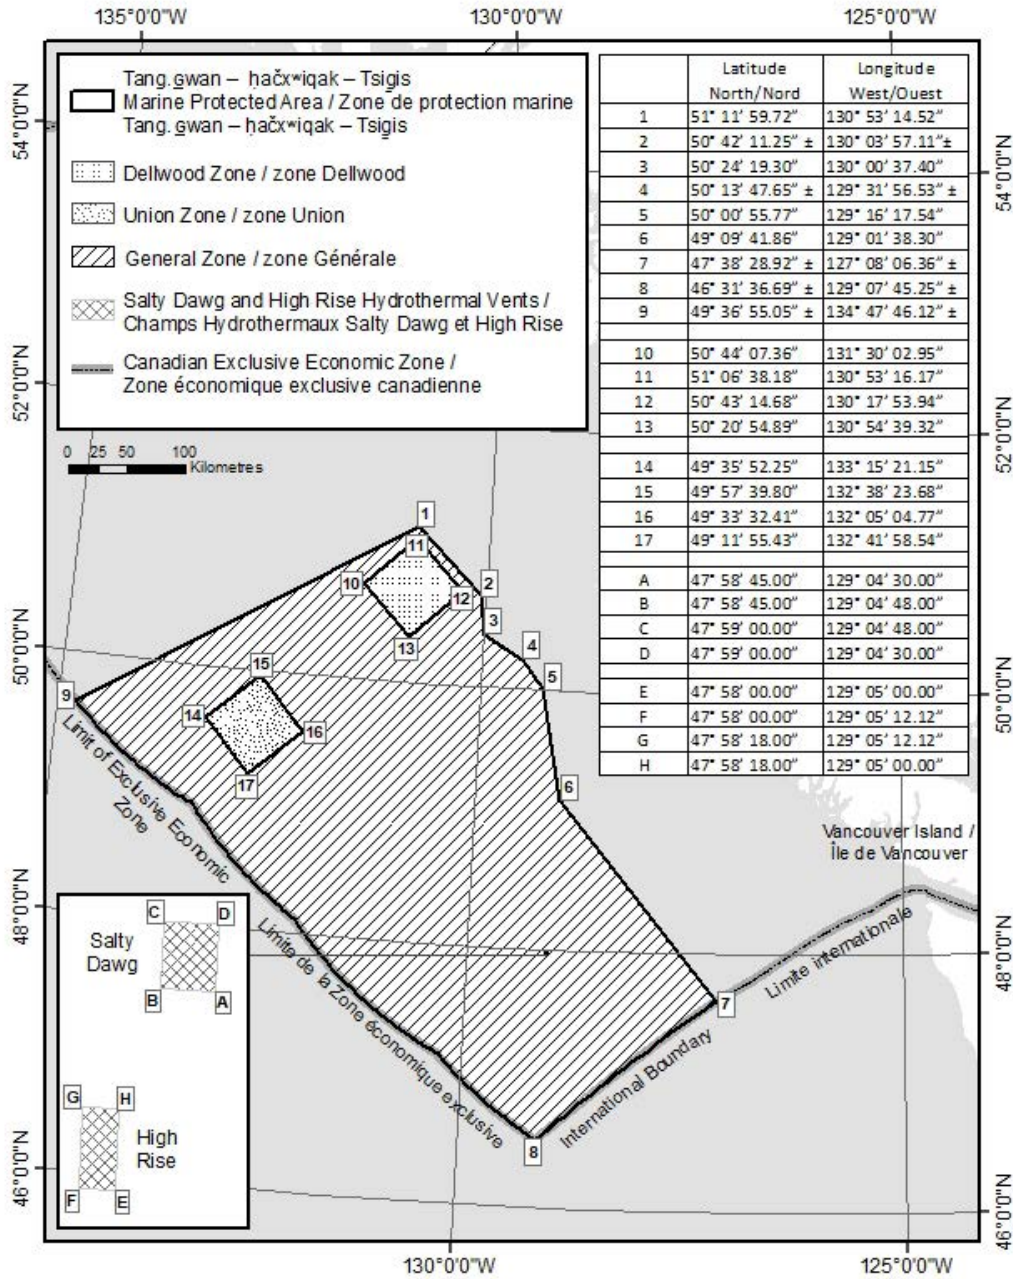 135°0'0"W 130°0'0"W 125°0'0"W
54°0'0"N
52°0'0"N
50°0'0"N
48°0'0"N
46°0'0"N
Tang.g̱wan – ḥačxʷiqak – Tsig̱is
Marine Protected Area / Zone de protection marine
Tang.g̱wan – ḥačxʷiqak – Tsig̱is
Dellwood Zone / zone Dellwood
Union Zone / zone Union
General Zone / zone Générale
Salty Dawg and High Rise Hydrothermal Vents /
Champs Hydrothermaux Salty Dawg et High Rise
Canadian Exclusive Economic Zone /
Zone économique exclusive canadienne
0 25 50 100
Kilometres
Latitude Longitude
North/Nord West/Ouest
1 51° 11' 59.72" 130° 53' 14.52"
2 50° 42' 11.25" ± 130° 03' 57.11"±
3 50° 24' 19.30" 130° 00' 37.40"
4 50° 13' 47.65" ± 129° 31' 56.53" ±
5 50° 00' 55.77" 129° 16' 17.54"
6 49° 09' 41.86" 129° 01' 38.30"
7 47° 38' 28.92" ± 127° 08' 06.36" ±
8 46° 31' 36.69" ± 129° 07' 45.25" ±
9 49° 36' 55.05" ± 134° 47' 46.12" ±
10 50° 44' 07.36" 131° 30' 02.95"
11 51° 06' 38.18" 130° 53' 16.17"
12 50° 43' 14.68" 130° 17' 53.94"
13 50° 20' 54.89" 130° 54' 39.32"
14 49° 35' 52.25" 133° 15' 21.15"
15 49° 57' 39.80" 132° 38' 23.68"
16 49° 33' 32.41" 132° 05' 04.77"
17 49° 11' 55.43" 132° 41' 58.54"
A 47° 58' 45.00" 129° 04' 30.00"
B 47° 58' 45.00" 129° 04' 48.00"
C 47° 59' 00.00" 129° 04' 48.00"
D 47° 59' 00.00" 129° 04' 30.00"
E 47° 58' 00.00" 129° 05' 00.00"
F 47° 58' 00.00" 129° 05' 12.12"
G 47° 58' 18.00" 129° 05' 12.12"
H 47° 58' 18.00" 129° 05' 00.00"
54°0'0"N
52°0'0"N
50°0'0"N
48°0'0"N
46°0'0"N
1
11
10
2
12
3
13
4
15
5
9
14
16
17
6
7
8
Limit of Exclusive Economic
Zone
Limite de la Zone économique exclusive
International Boundary
Limite internationale
Vancouver Island /
Île de Vancouver
C D
Salty
Dawg
B A
G H
High
Rise
F E
130°0'0"W 125°0'0"W